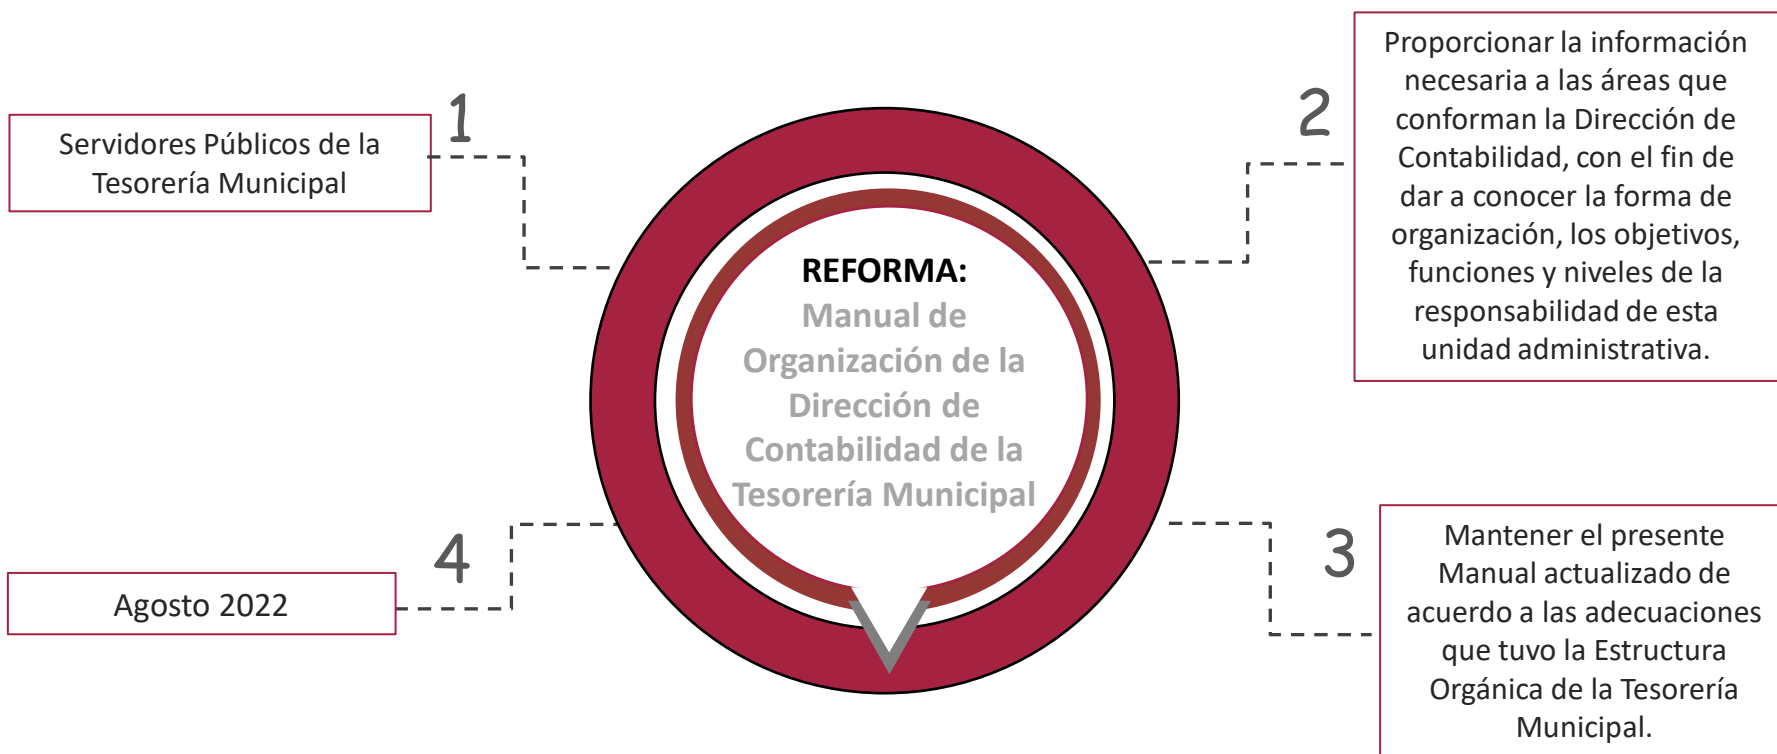 1
Servidores Públicos de la
Tesorería Municipal
2
Proporcionar la información
necesaria a las áreas que
conforman la Dirección de
Contabilidad, con el fin de
dar a conocer la forma de
organización, los objetivos,
funciones y niveles de la
responsabilidad de esta
unidad administrativa.
REFORMA:
Manual de
Organización de la
Dirección de
Contabilidad de la
Tesorería Municipal
3
Mantener el presente
Manual actualizado de
acuerdo a las adecuaciones
que tuvo la Estructura
Orgánica de la Tesorería
Municipal.
4
Agosto 2022